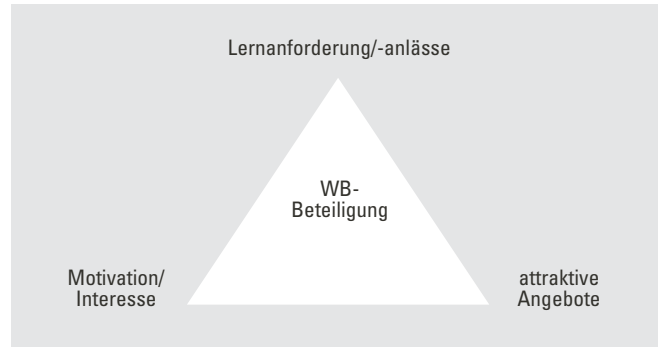 Lernanforderung/-anlässe
WB-
Beteiligung
Motivation/
Interesse
attraktive
Angebote